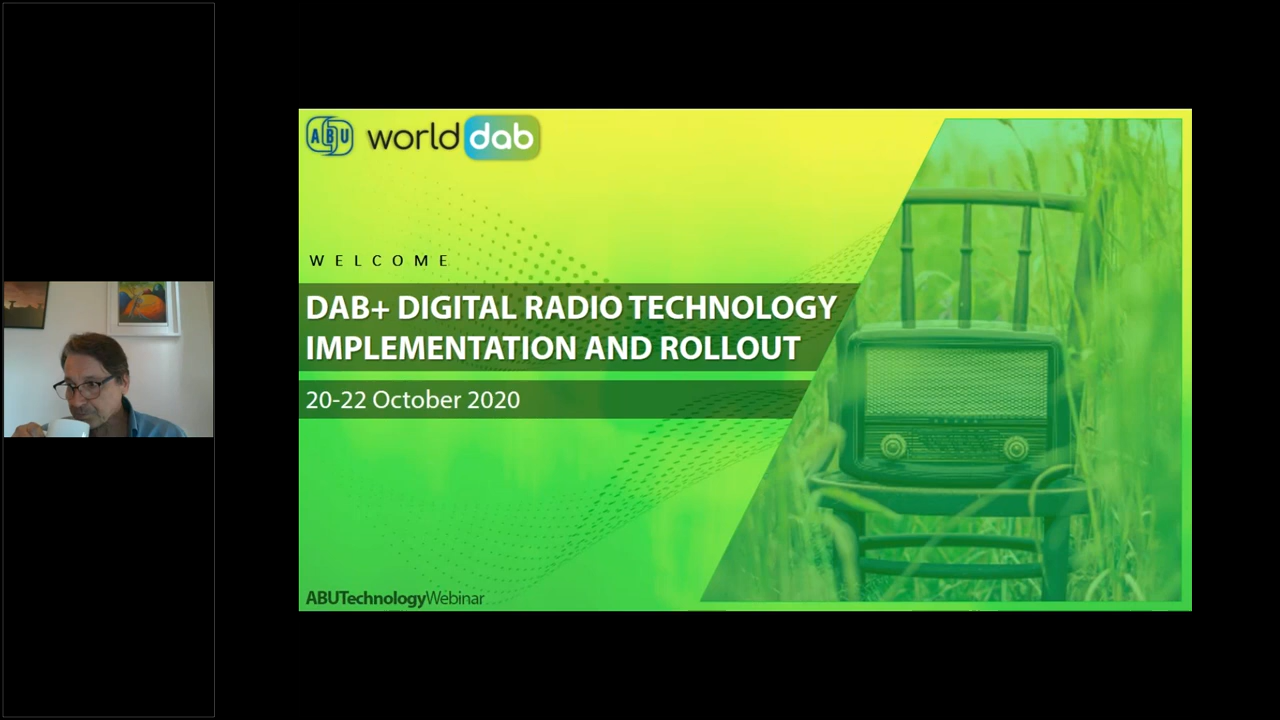 ABU worlddab
WELCOME
DAB+ DIGITAL RADIO TECHNOLOGY
IMPLEMENTATION AND ROLLOUT
20-22 October 2020
ABUTechnologyWebinar